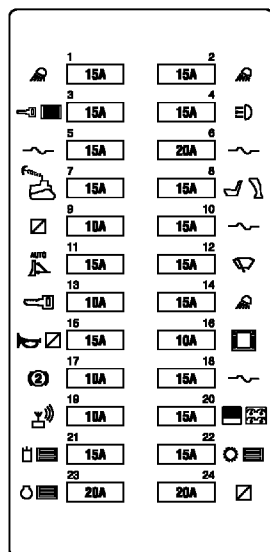 1 2
15A 15A
3 4
15A 15A
5 6
15A 20A
7 8
15A 15A
9 10
10A 15A
11 12
AUTO 15A 15A
13 14
10A 15A
15 16
15A 10A
17 18
(2) 10A 15A
19 20
10A 15A
21 22
15A 15A
23 24
20A 20A